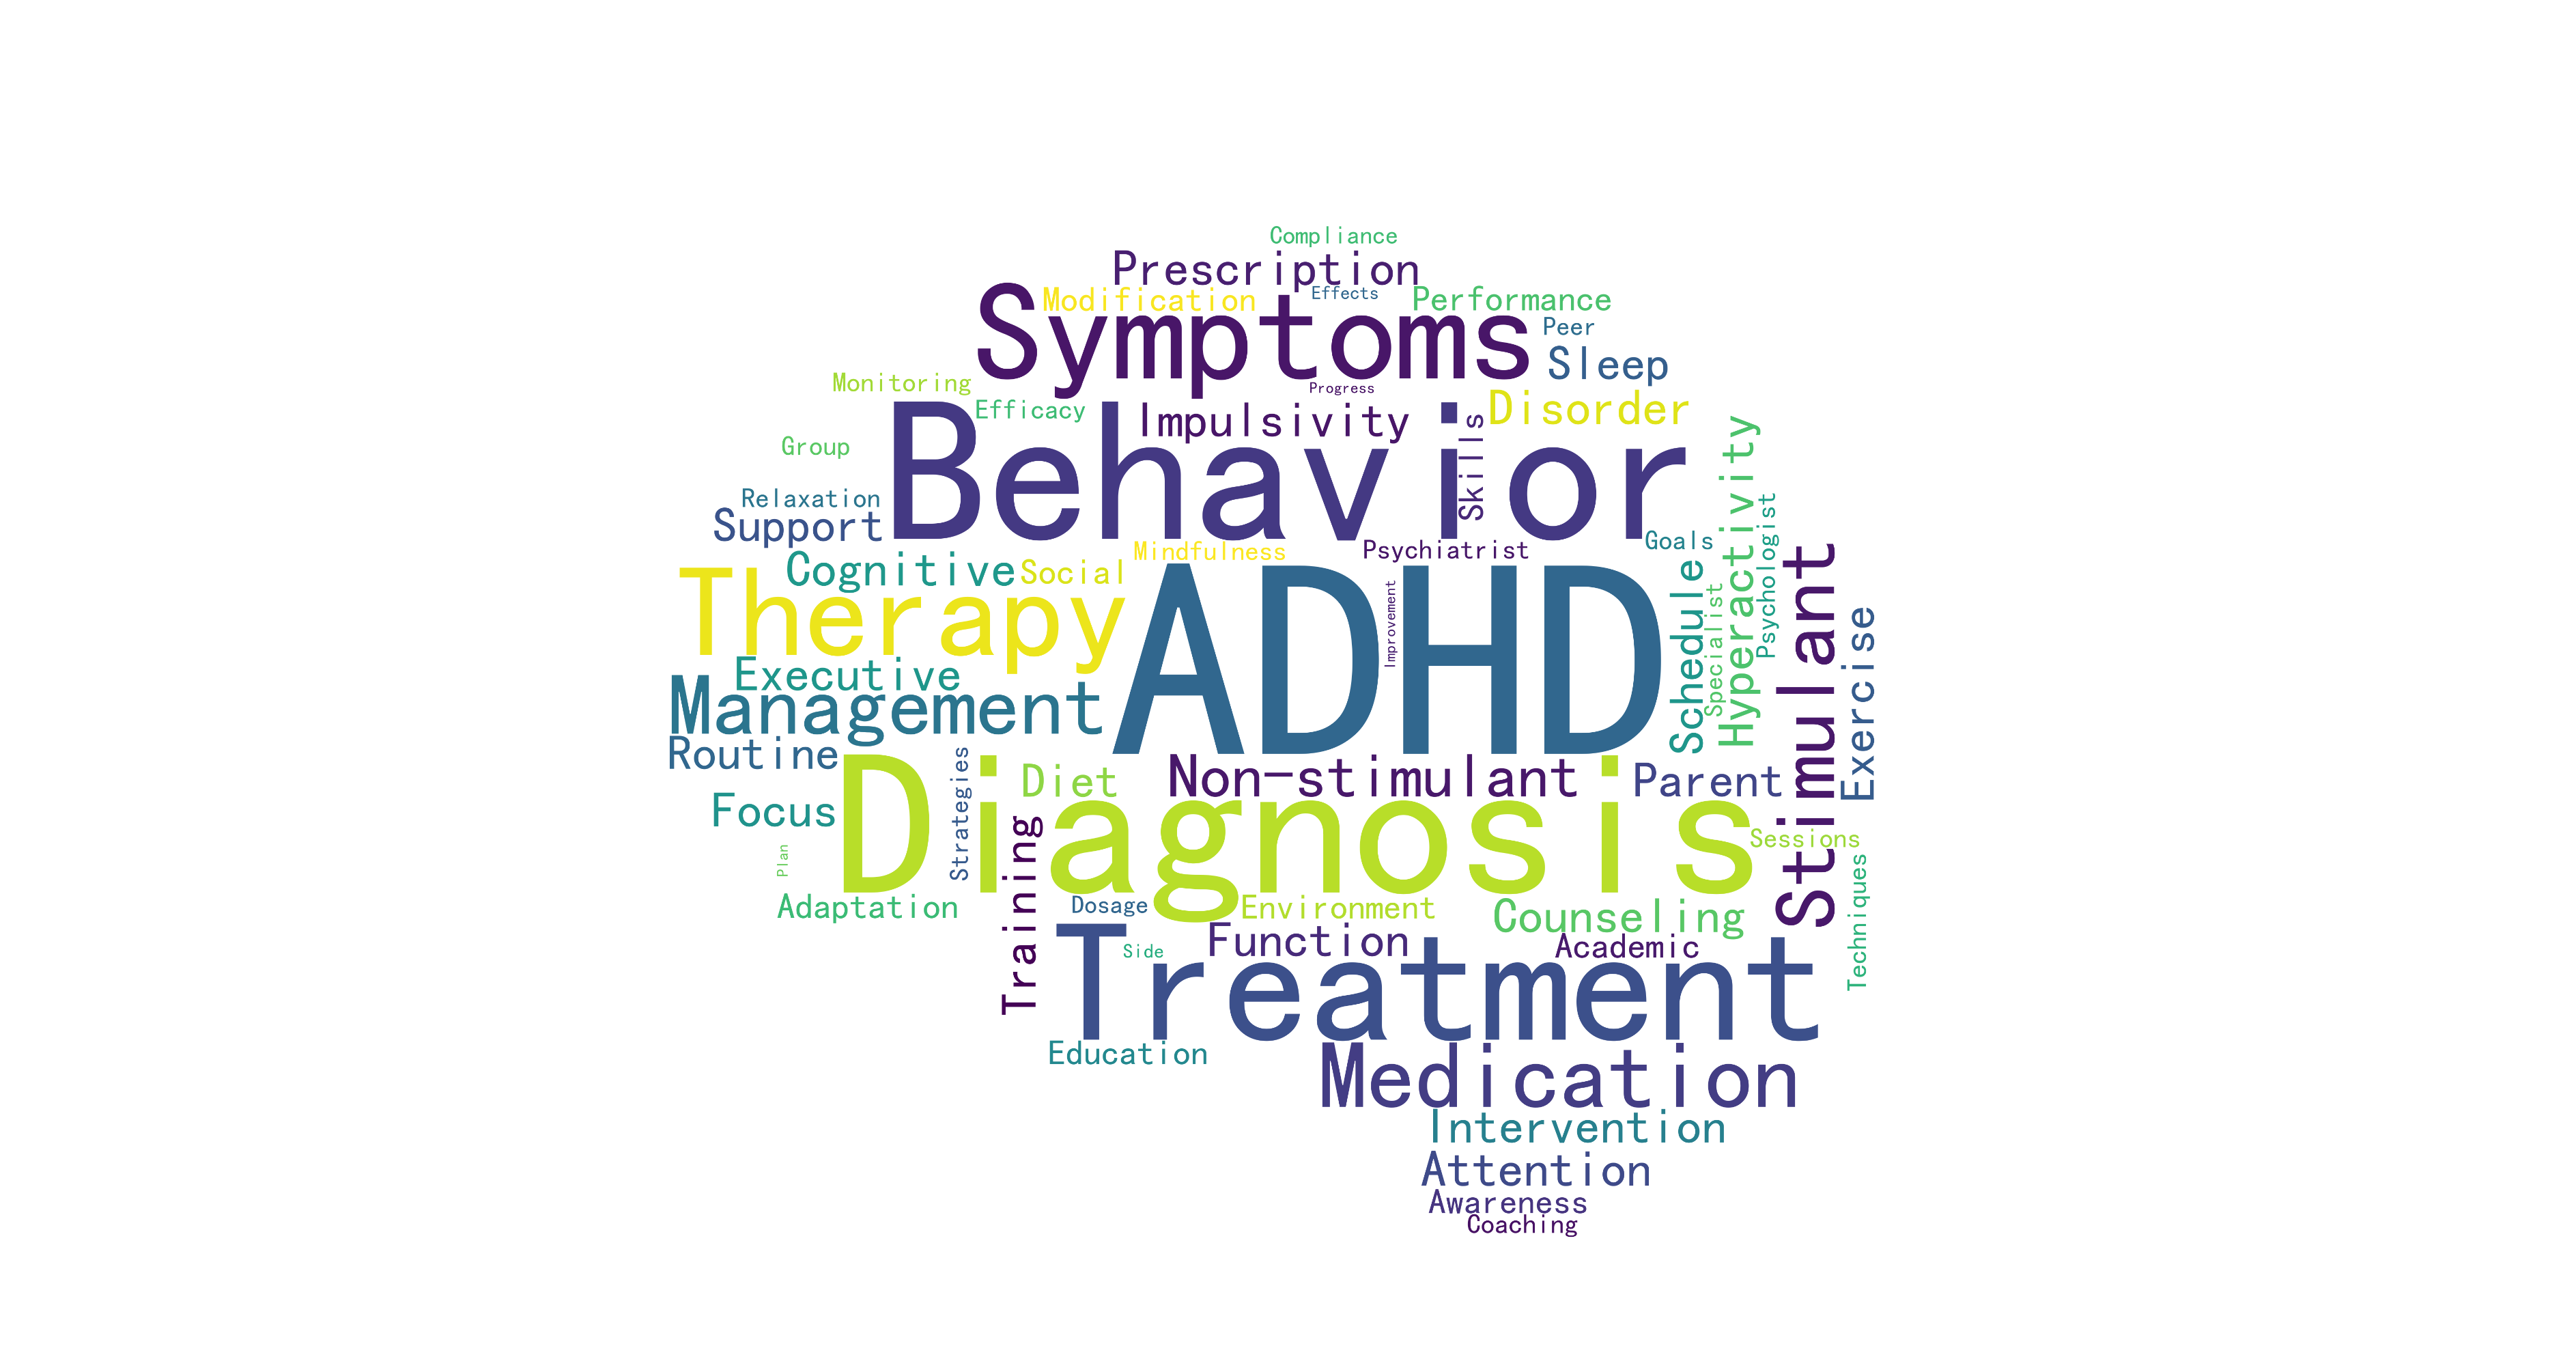 Compliance
Prescription
Modification
Effects
Performance
Symptoms
Peer
Sleep
Monitoring
Progress
Efficacy
Impulsivity
Disorder
Group
Behavior
Skills
Hyperactivity
Relaxation
Support
Psychologist
Mindfulness
Psychiatrist
Goals
Cognitive
Social
Therapy
ADHD
Improvement
Schedule
Specialist
Stimulant
Exercise
Executive
Management
Routine
Diagnosis
Strategies
Diet
Non-stimulant
Parent
Focus
Training
Sessions
Plan
Techniques
Adaptation
Dosage
Environment
Counseling
Side
Function
Academic
Treatment
Education
Medication
Intervention
Attention
Awareness
Coaching